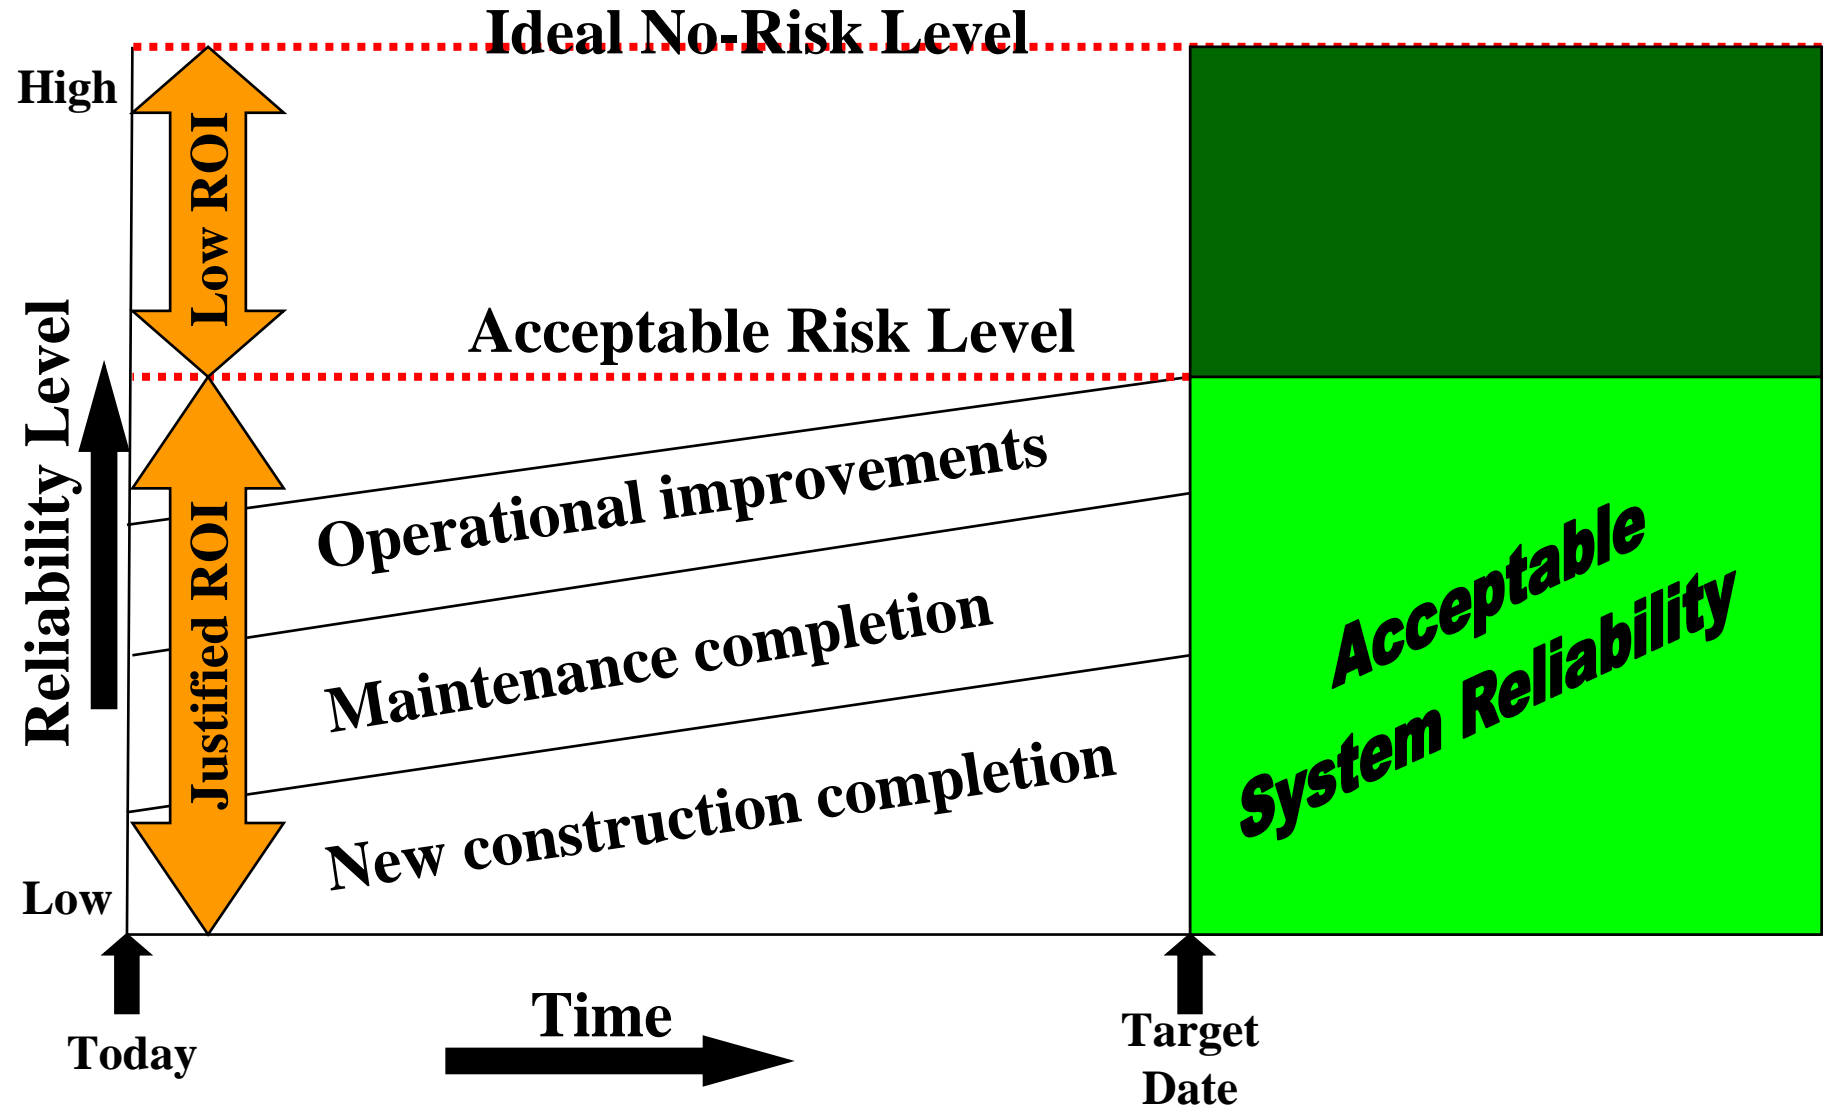 Ideal No-Risk Level
High
Low ROI
Acceptable Risk Level
Reliability Level
Operational improvements
Justified ROI
Maintenance completion
New construction completion
Acceptable
System Reliability
Low
Today
Time
Target
Date